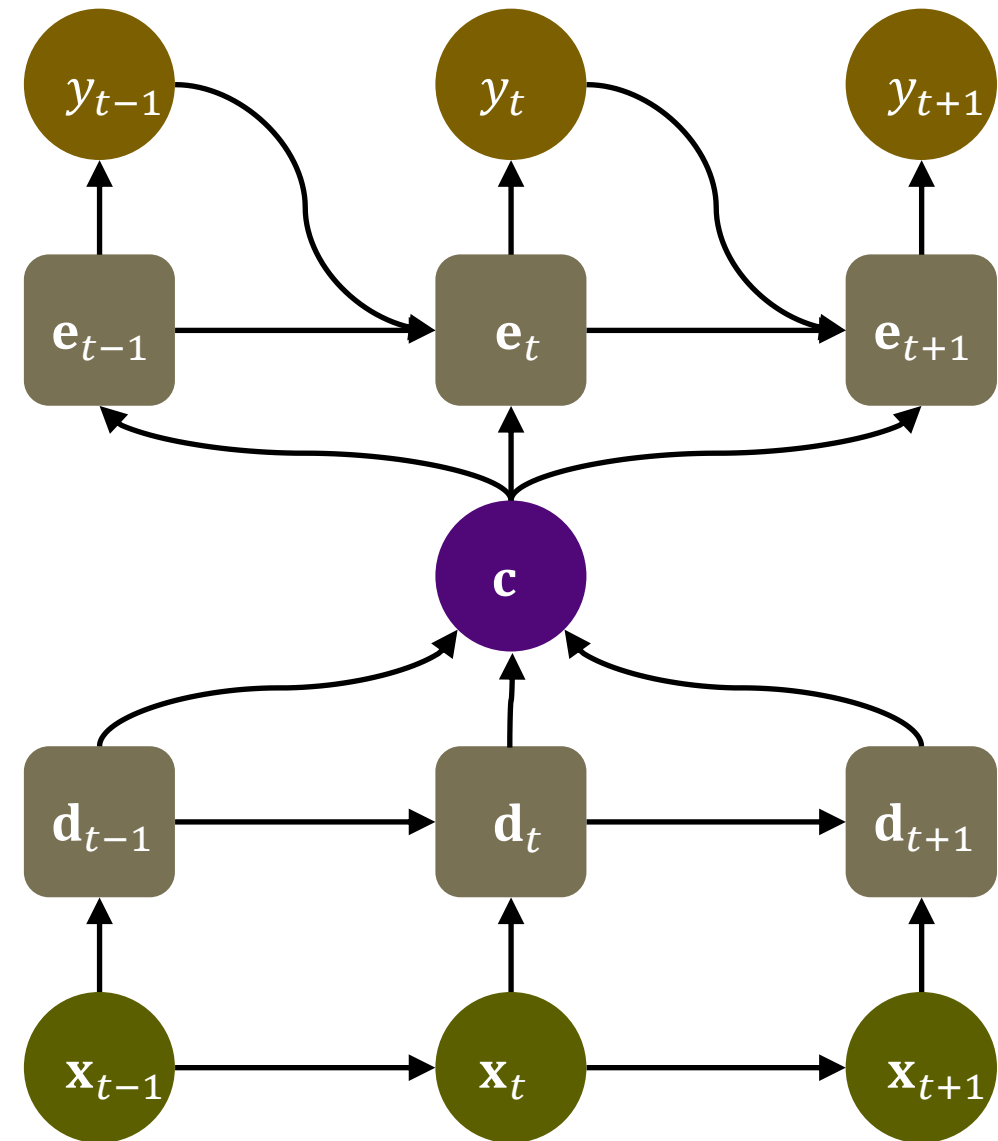 y_{t−1} y_t y_{t+1}
e_{t−1} e_t e_{t+1}
c
d_{t−1} d_t d_{t+1}
x_{t−1} x_t x_{t+1}